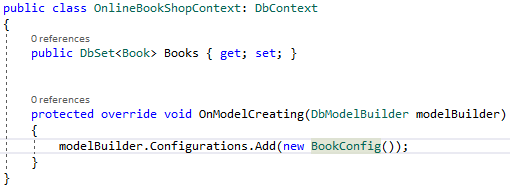 public class OnlineBookShopContext: DbContext
{
0 references
public DbSet<Book> Books { get; set; }
0 references
protected override void OnModelCreating(DbModelBuilder modelBuilder)
{
modelBuilder.Configurations.Add(new BookConfig());
}
}